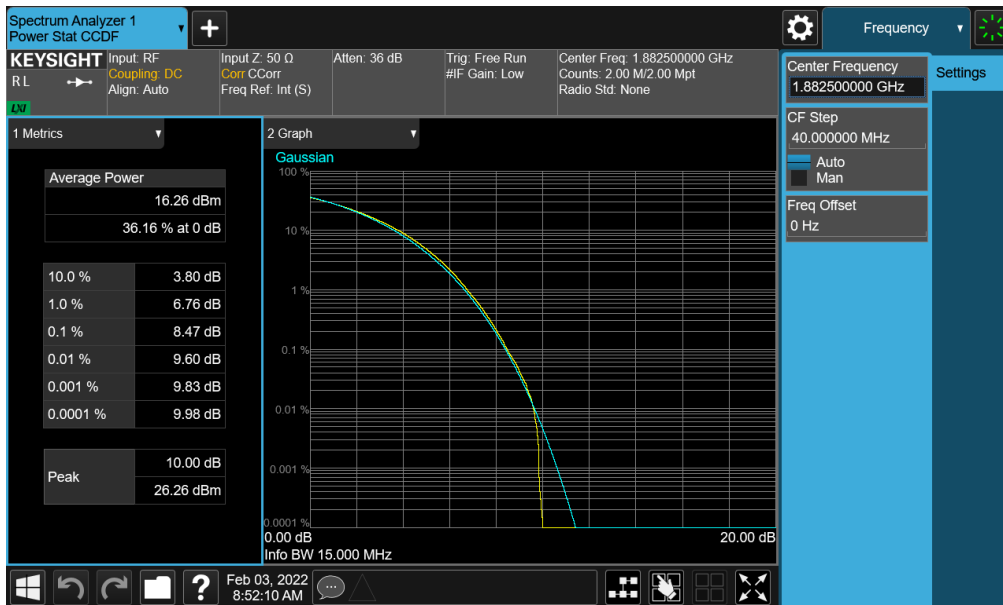 Spectrum Analyzer 1
Power Stat CCDF
Frequency
KEYSIGHT
R L
LXI
Input: RF
Coupling: DC
Align: Auto
Input Z: 50 Ω
Corr CCorr
Freq Ref: Int (S)
Atten: 36 dB
Trig: Free Run
#IF Gain: Low
Center Freq: 1.882500000 GHz
Counts: 2.00 M/2.00 Mpt
Radio Std: None
Center Frequency
1.882500000 GHz
Settings
CF Step
40.000000 MHz
Auto
Man
Freq Offset
0 Hz
1 Metrics
Average Power
16.26 dBm
36.16 % at 0 dB
10.0 % 3.80 dB
1.0 % 6.76 dB
0.1 % 8.47 dB
0.01 % 9.60 dB
0.001 % 9.83 dB
0.0001 % 9.98 dB
Peak
10.00 dB
26.26 dBm
2 Graph
Gaussian
100 %
10 %
1 %
0.1 %
0.01 %
0.001 %
0.0001 %
0.00 dB 20.00 dB
Info BW 15.000 MHz
?
Feb 03, 2022
8:52:10 AM